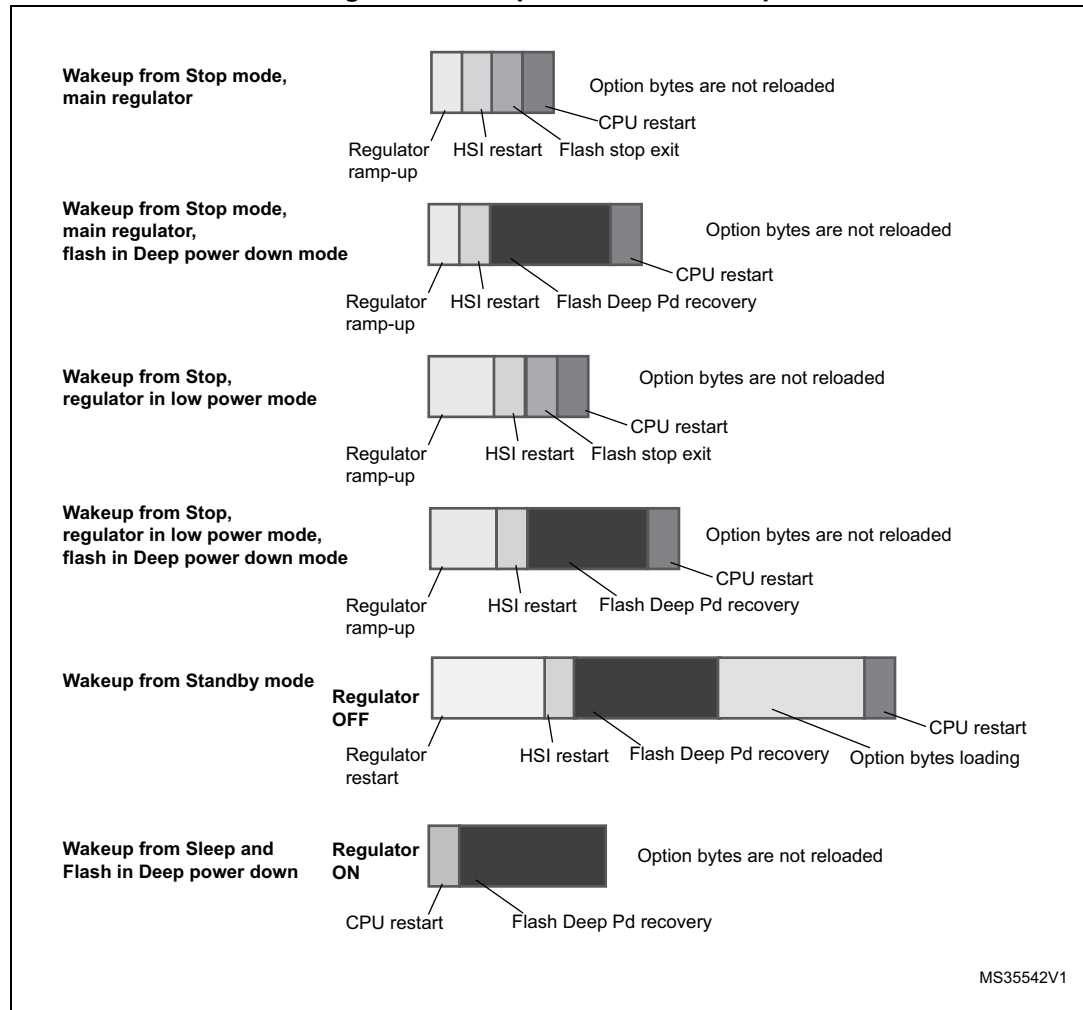 Wakeup from Stop mode,
main regulator
Option bytes are not reloaded
CPU restart
Regulator
ramp-up
HSI restart
Flash stop exit
Wakeup from Stop mode,
main regulator,
flash in Deep power down mode
Option bytes are not reloaded
CPU restart
Regulator
ramp-up
HSI restart
Flash Deep Pd recovery
Wakeup from Stop,
regulator in low power mode
Option bytes are not reloaded
CPU restart
Regulator
ramp-up
HSI restart
Flash stop exit
Wakeup from Stop,
regulator in low power mode,
flash in Deep power down mode
Option bytes are not reloaded
CPU restart
Regulator
ramp-up
HSI restart
Flash Deep Pd recovery
Wakeup from Standby mode
Regulator
OFF
CPU restart
Regulator
restart
HSI restart
Flash Deep Pd recovery
Option bytes loading
Wakeup from Sleep and
Flash in Deep power down
Regulator
ON
Option bytes are not reloaded
CPU restart
Flash Deep Pd recovery
MS35542V1